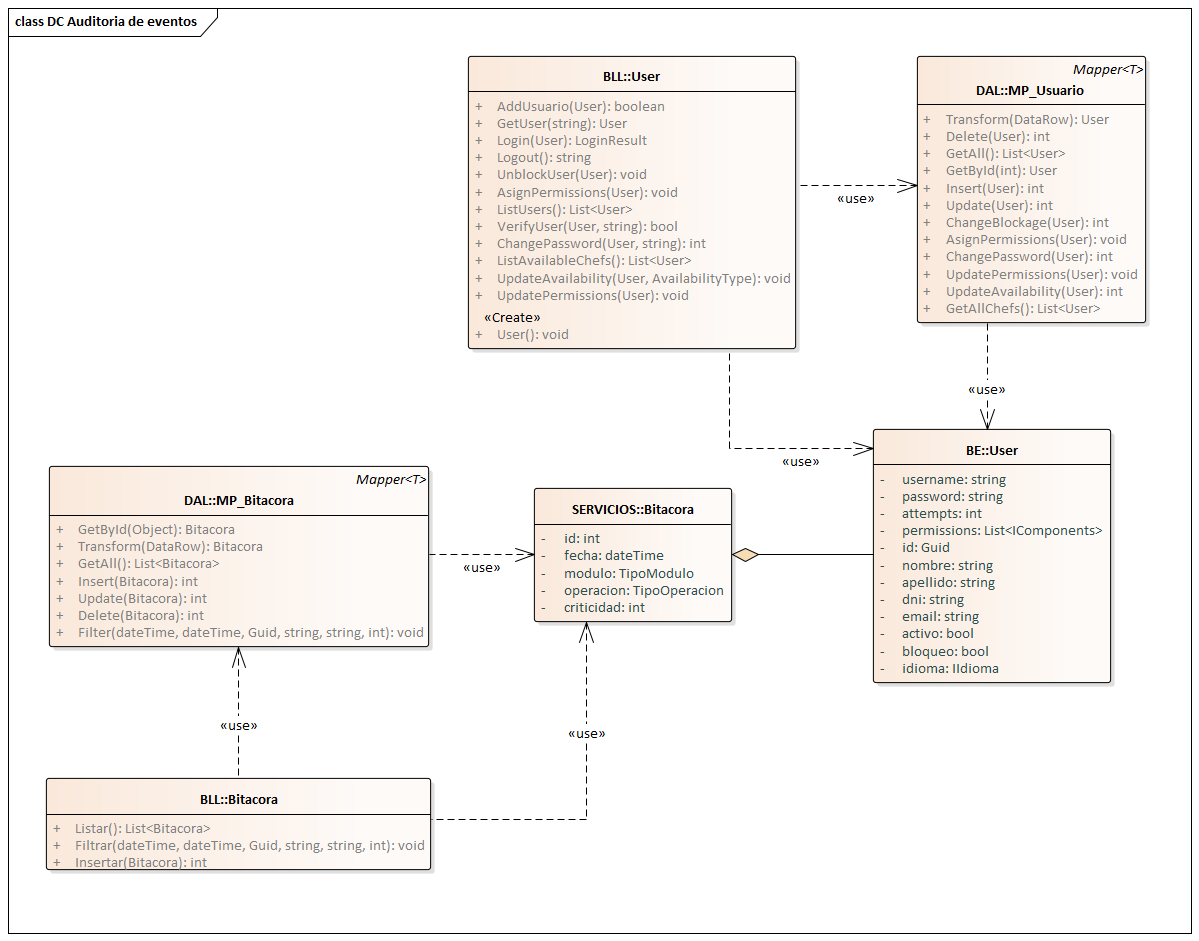 class DC Auditoria de eventos
BLL::User
+ AddUsuario(User): boolean
+ GetUser(string): User
+ Login(User): LoginResult
+ Logout(): string
+ UnblockUser(User): void
+ AsignPermissions(User): void
+ ListUsers(): List<User>
+ VerifyUser(User, string): bool
+ ChangePassword(User, string): int
+ ListAvailableChefs(): List<User>
+ UpdateAvailability(User, AvailabilityType): void
+ UpdatePermissions(User): void
«Create»
+ User(): void
«use»
Mapper<T>
DAL::MP_Usuario
+ Transform(DataRow): User
+ Delete(User): int
+ GetAll(): List<User>
+ GetById(int): User
+ Insert(User): int
+ Update(User): int
+ ChangeBlockage(User): int
+ AsignPermissions(User): void
+ ChangePassword(User): int
+ UpdatePermissions(User): void
+ UpdateAvailability(User): int
+ GetAllChefs(): List<User>
«use»
«use»
BE::User
- username: string
- password: string
- attempts: int
- permissions: List<IComponents>
- id: Guid
- nombre: string
- apellido: string
- dni: string
- email: string
- activo: bool
- bloqueo: bool
- idioma: IIdioma
Mapper<T>
DAL::MP_Bitacora
+ GetById(Object): Bitacora
+ Transform(DataRow): Bitacora
+ GetAll(): List<Bitacora>
+ Insert(Bitacora): int
+ Update(Bitacora): int
+ Delete(Bitacora): int
+ Filter(dateTime, dateTime, Guid, string, string, int): void
«use»
SERVICIOS::Bitacora
- id: int
- fecha: dateTime
- modulo: TipoModulo
- operacion: TipoOperacion
- criticidad: int
«use»
«use»
BLL::Bitacora
+ Listar(): List<Bitacora>
+ Filtrar(dateTime, dateTime, Guid, string, string, int): void
+ Insertar(Bitacora): int